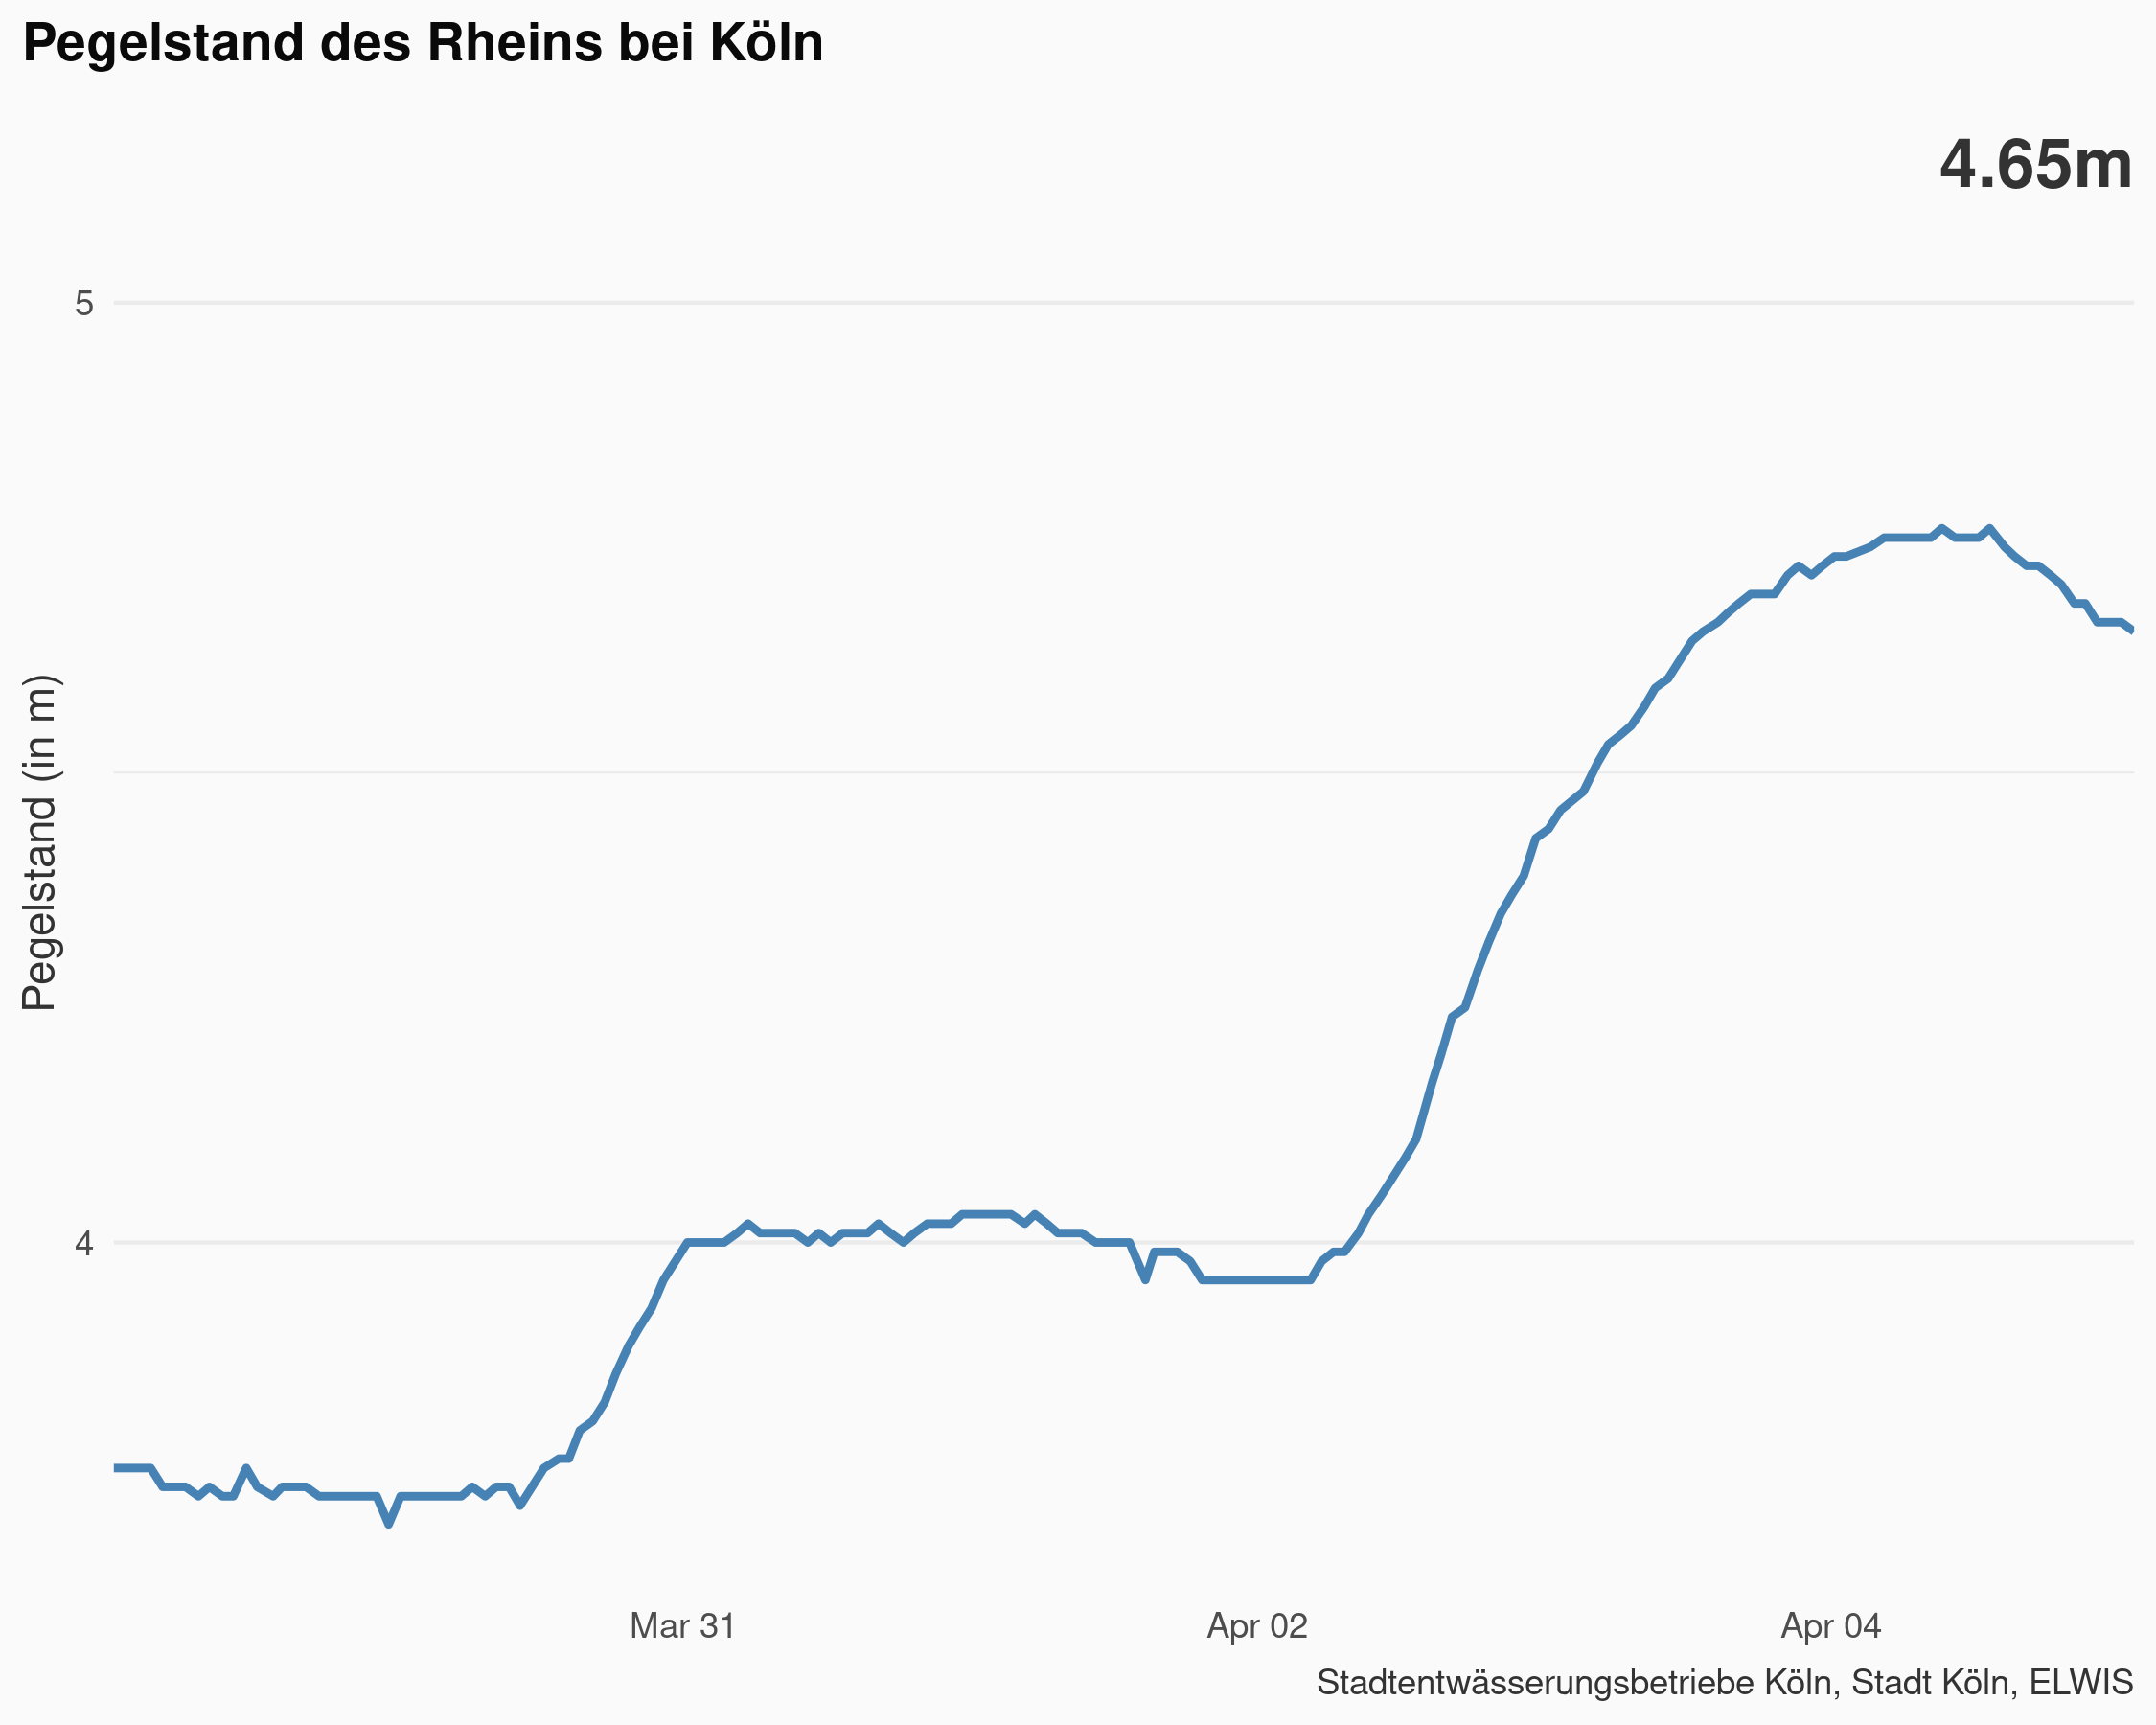 Pegelstand des Rheins bei Köln
4.65m
5
4
Pegelstand (in m)
Mar 31
Apr 02
Apr 04
Stadtentwässerungsbetriebe Köln, Stadt Köln, ELWIS